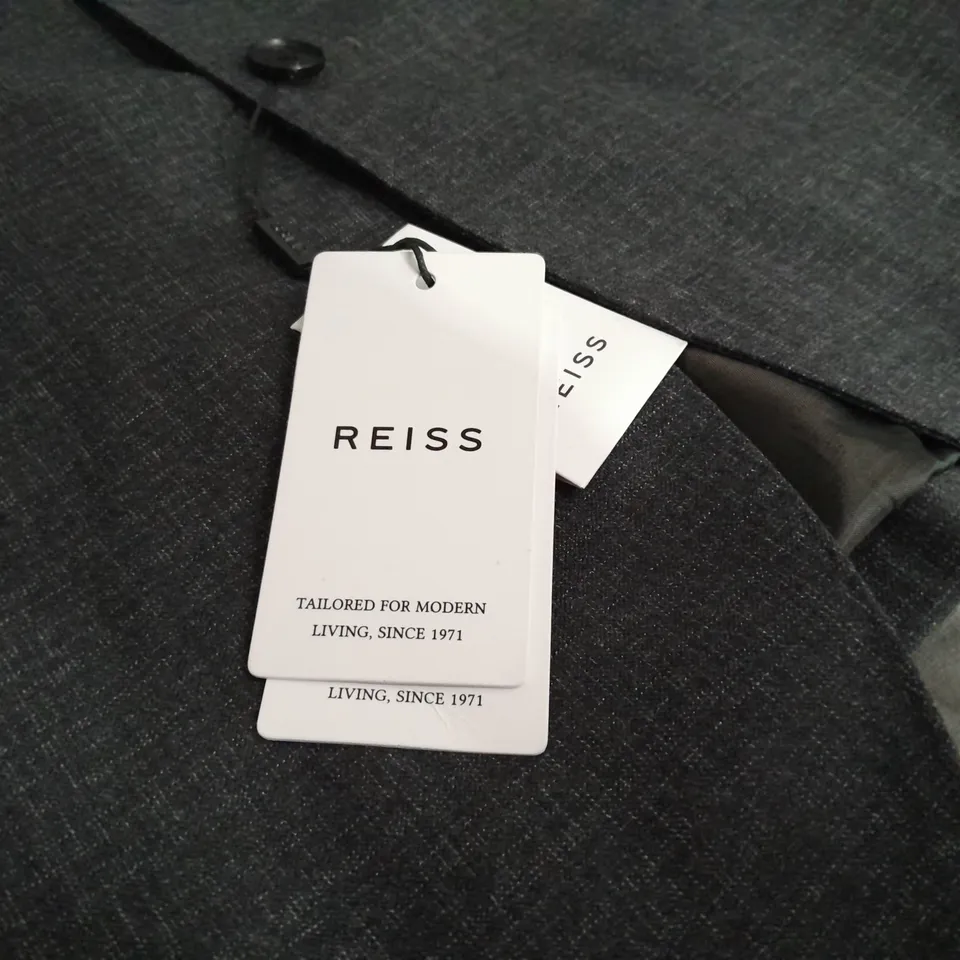 REISS
TAILORED FOR MODERN
LIVING, SINCE 1971
LIVING, SINCE 1971
EISS